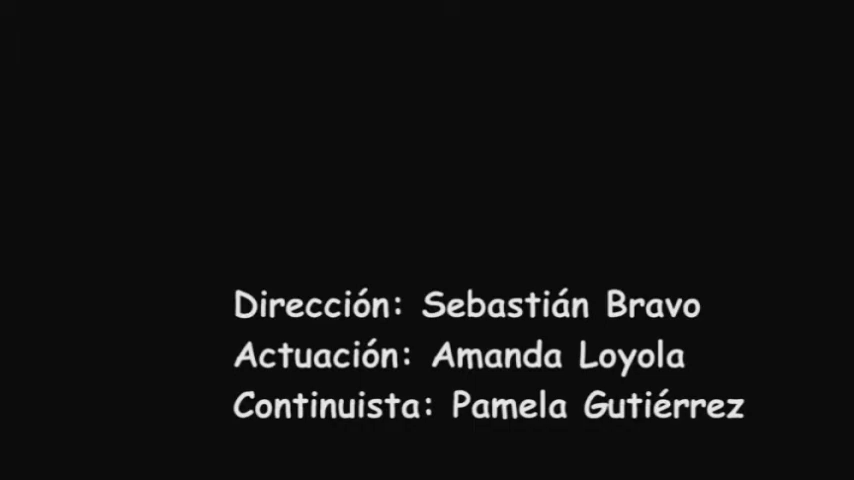 Dirección: Sebastián Bravo
Actuación: Amanda Loyola
Continuista: Pamela Gutiérrez